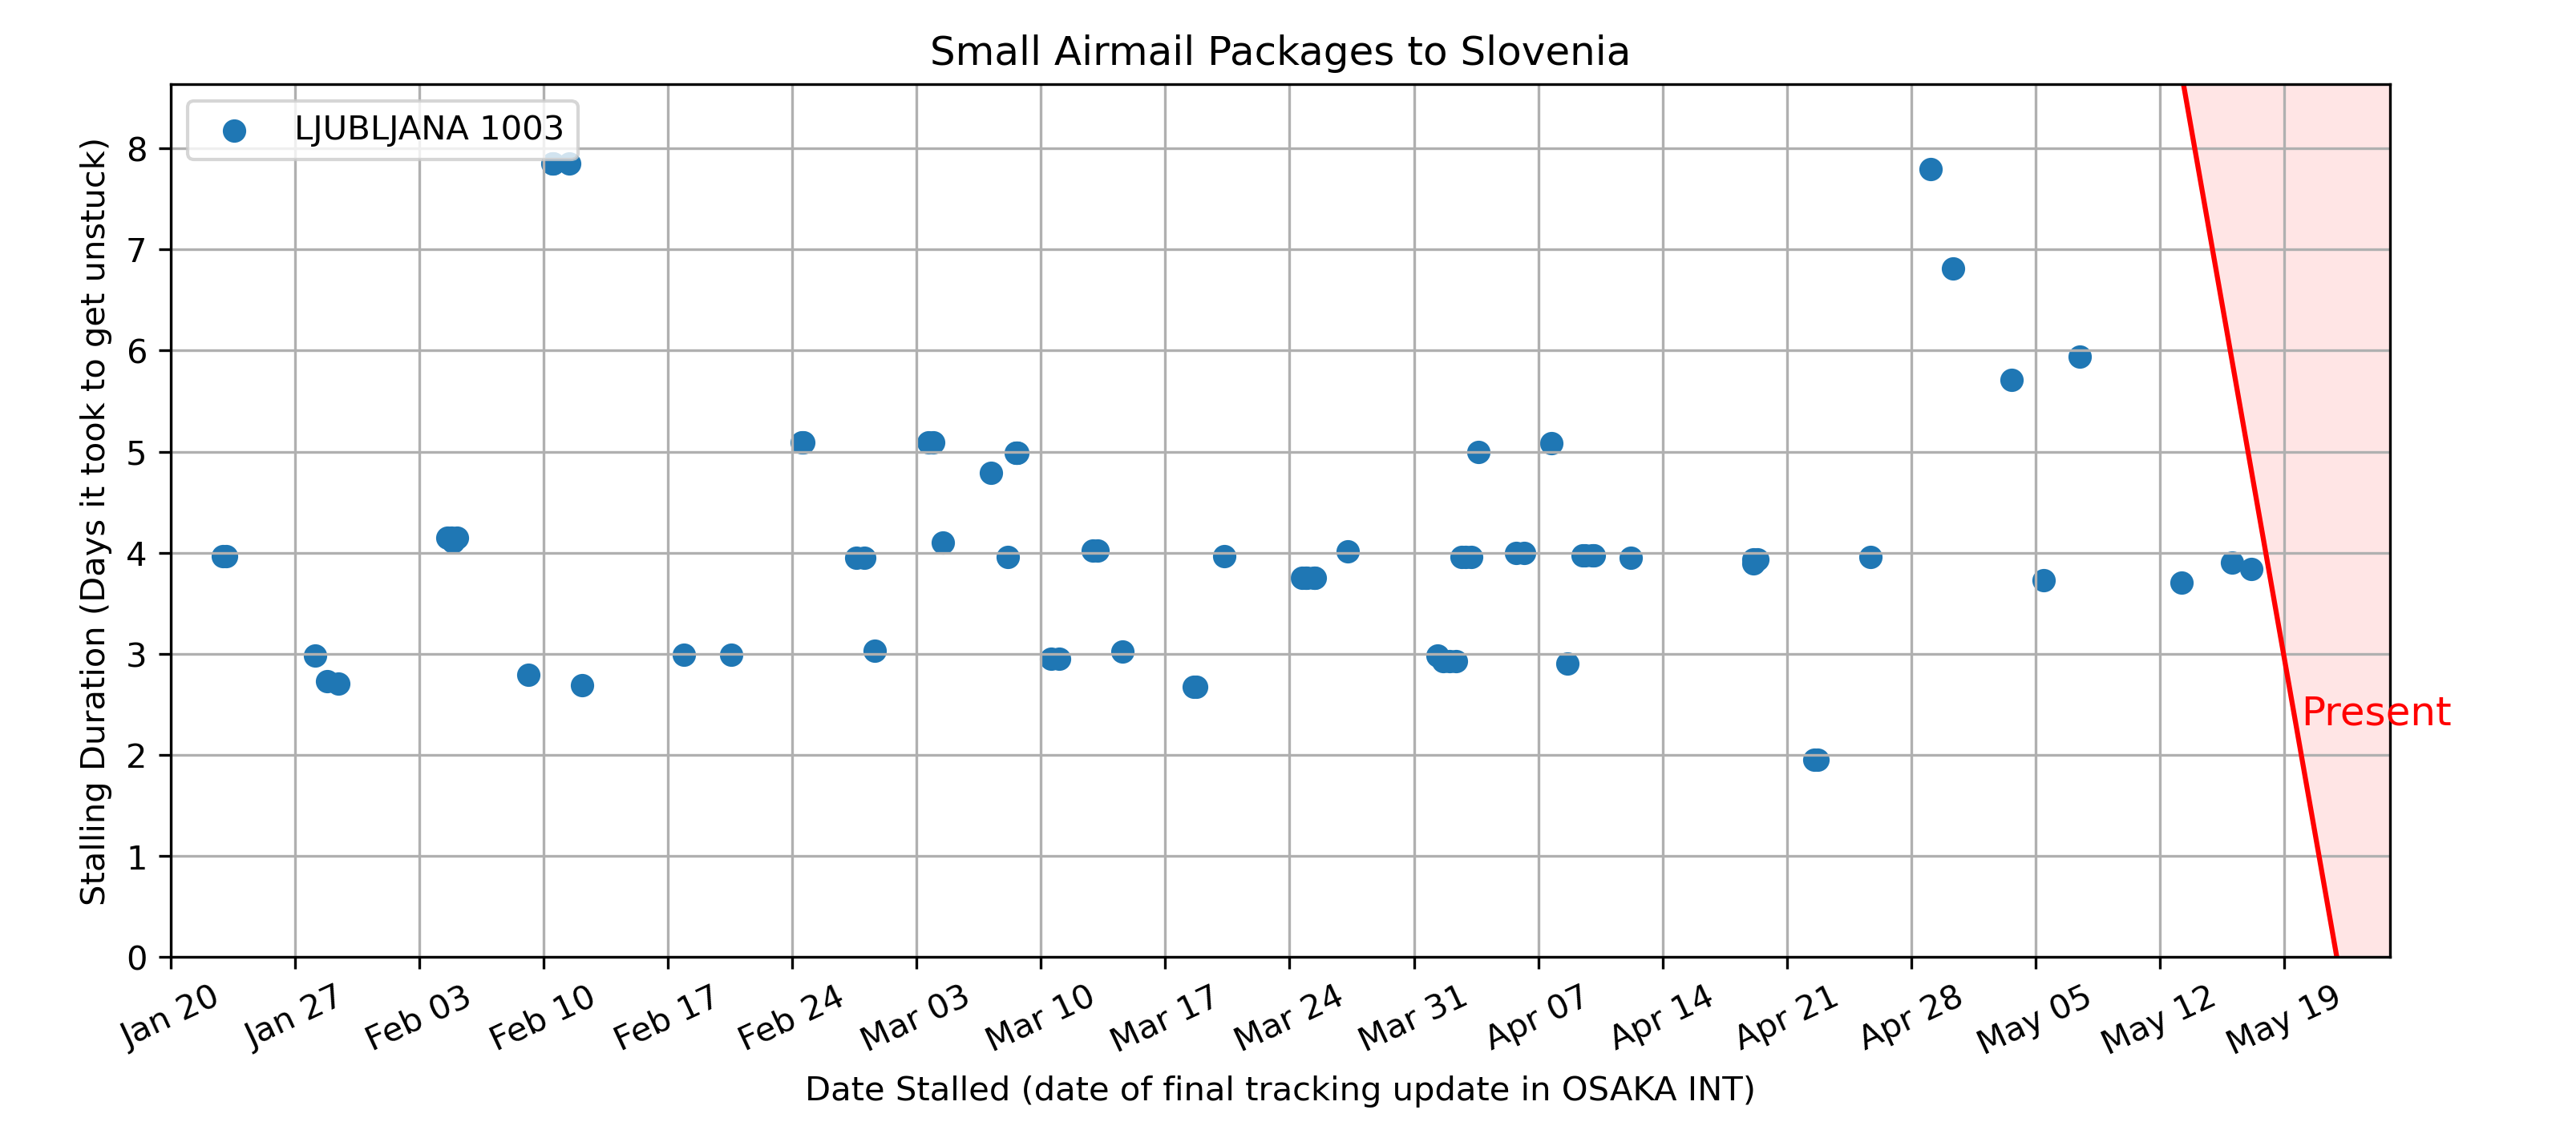 Small Airmail Packages to Slovenia
LJUBLJANA 1003
Stalling Duration (Days it took to get unstuck)
8
7
6
5
4
3
2
1
0
Present
Jan 20
Jan 27
Feb 03
Feb 10
Feb 17
Feb 24
Mar 03
Mar 10
Mar 17
Mar 24
Mar 31
Apr 07
Apr 14
Apr 21
Apr 28
May 05
May 12
May 19
Date Stalled (date of final tracking update in OSAKA INT)